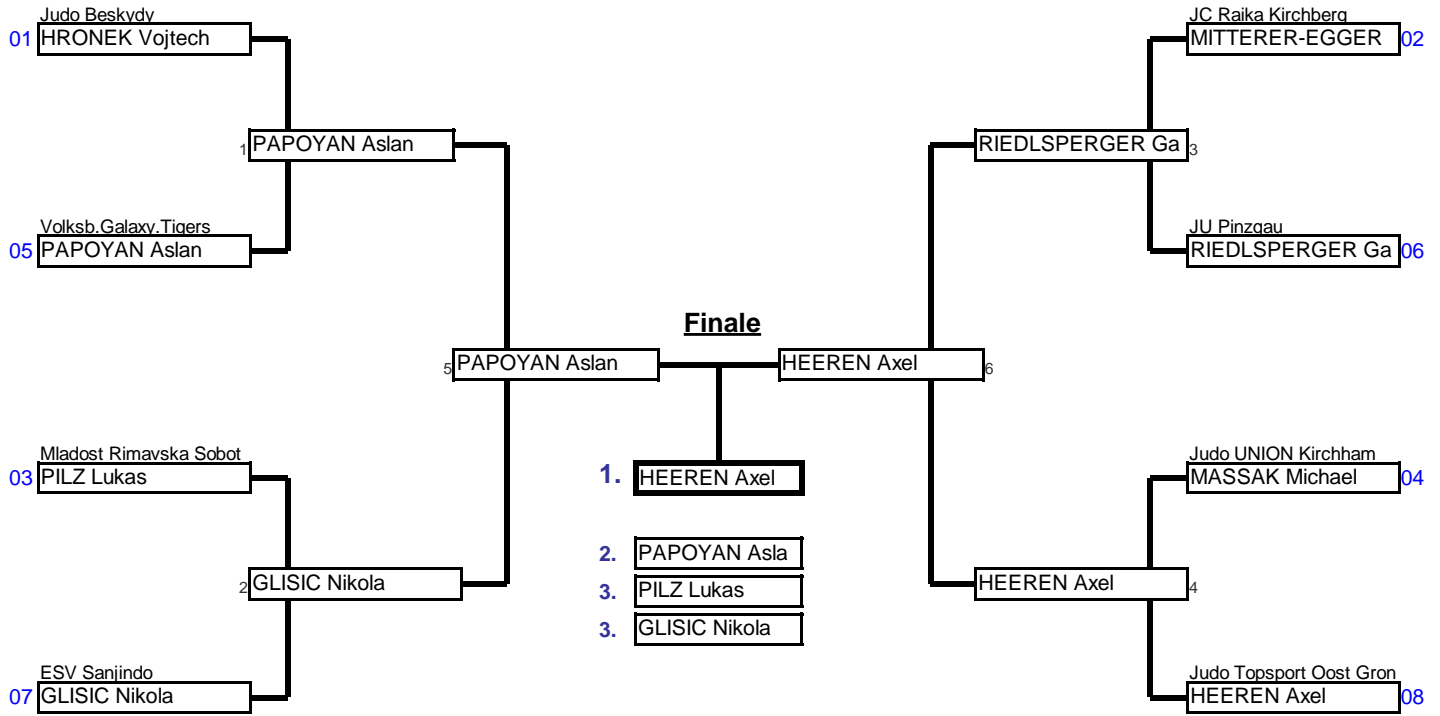 Judo Beskydy
01 HRONEK Vojtech
JC Raika Kirchberg
MITTERER-EGGER 02
1 PAPOYAN Aslan
RIEDLSPERGER Ga 3
Volksb.Galaxy.Tigers
05 PAPOYAN Aslan
JU Pinzgau
RIEDLSPERGER Ga 06
Finale
5 PAPOYAN Aslan
HEEREN Axel 6
Mladost Rimavska Sobot
03 PILZ Lukas
1. HEEREN Axel
Judo UNION Kirchham
MASSAK Michael 04
2. PAPOYAN Asla
2 GLISIC Nikola
3. PILZ Lukas
HEEREN Axel 4
3. GLISIC Nikola
ESV Sanjindo
07 GLISIC Nikola
Judo Topsport Oost Gron
HEEREN Axel 08